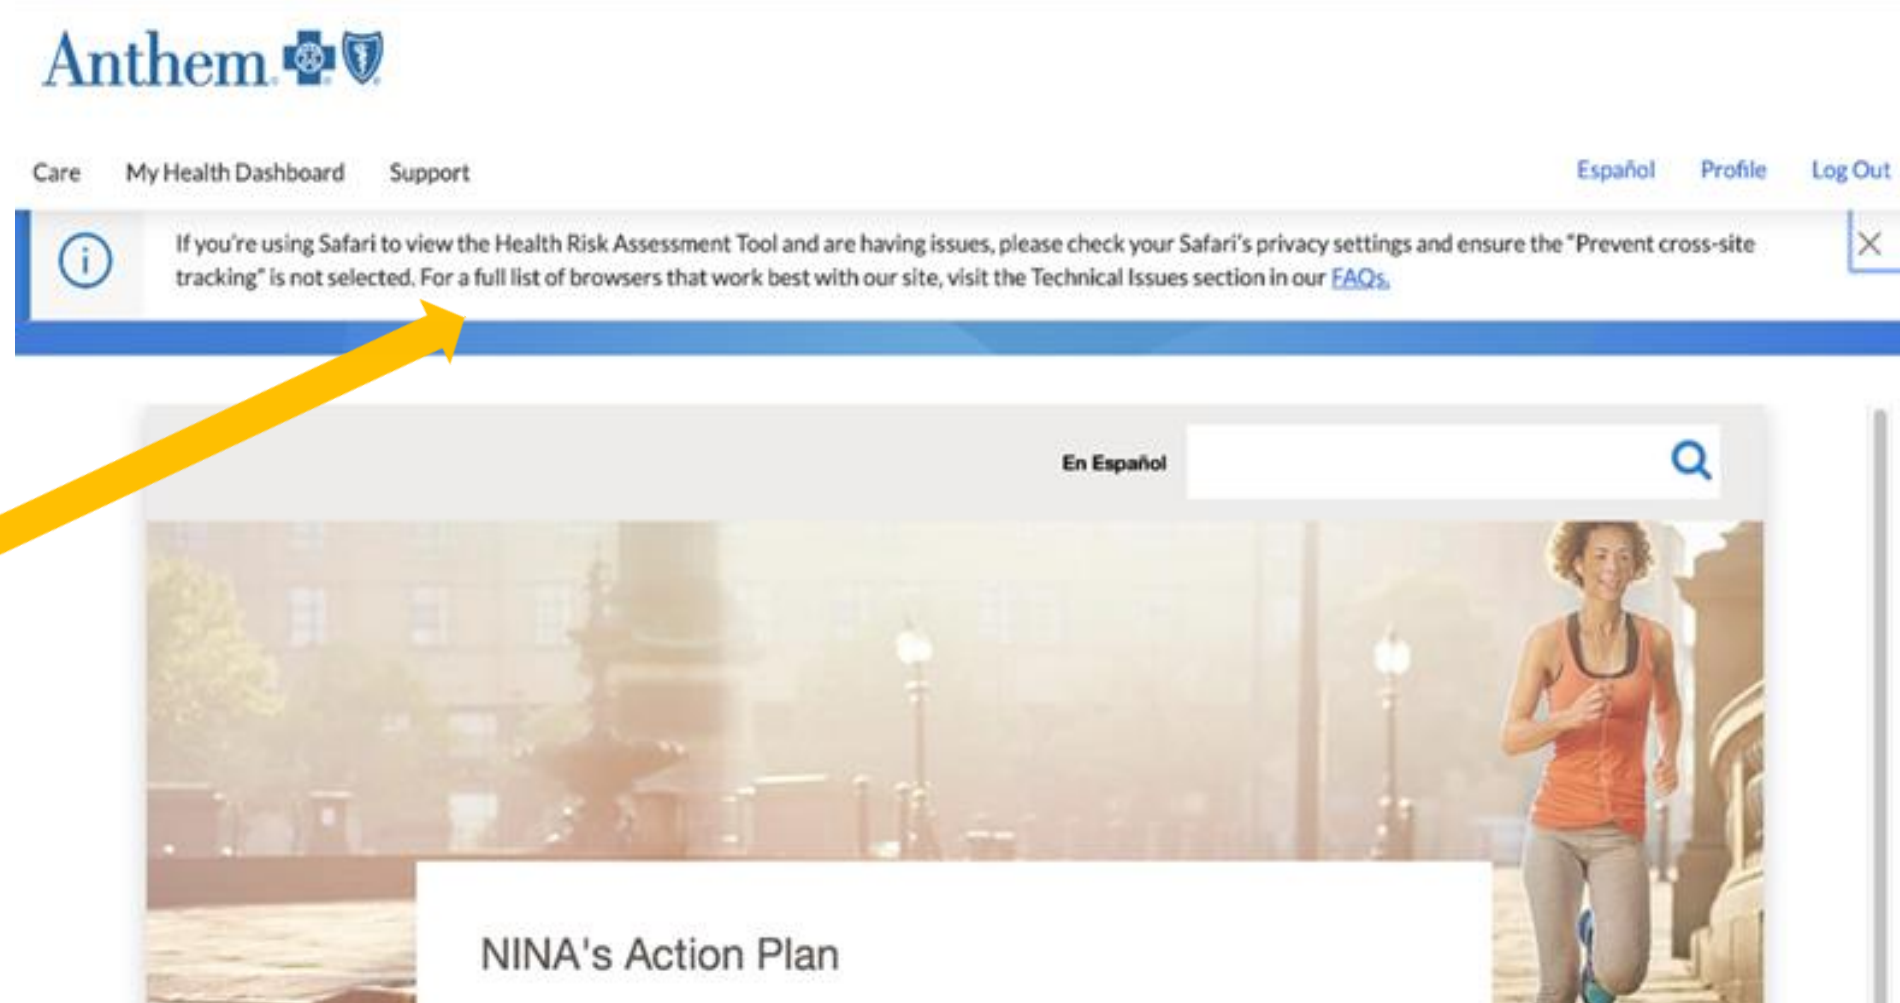 Anthem
Care My Health Dashboard Support Español Profile Log Out
If you're using Safari to view the Health Risk Assessment Tool and are having issues, please check your Safari's privacy settings and ensure the "Prevent cross-site
tracking" is not selected. For a full list of browsers that work best with our site, visit the Technical Issues section in our FAQs.
En Español
NINA's Action Plan